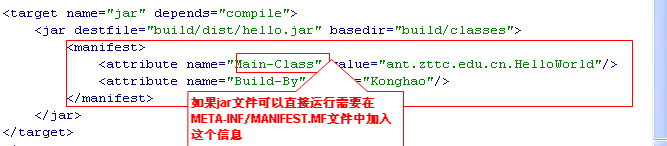 <target name="jar" depends="compile">
<jar destfile="build/dist/hello.jar" basedir="build/classes">
<manifest>
<attribute name="Main-Class" value="ant.zttc.edu.cn.HelloWorld"/>
<attribute name="Build-By" "Konghao"/>
</manifest>
如果jar文件可以直接运行需要在
META-INF/MANIFEST.MF文件中加入
这个信息
</jar>
</target>